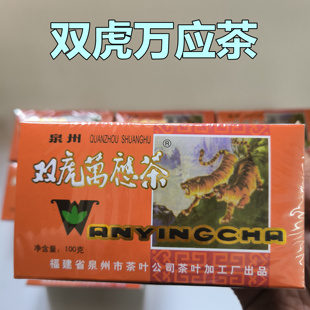 双虎万应茶
泉州 QUANZHOU SHUANGHU
双虎萬應茶®
WANYINGCHA
净含量：100克
福建省泉州市茶叶公司茶叶加工厂出品